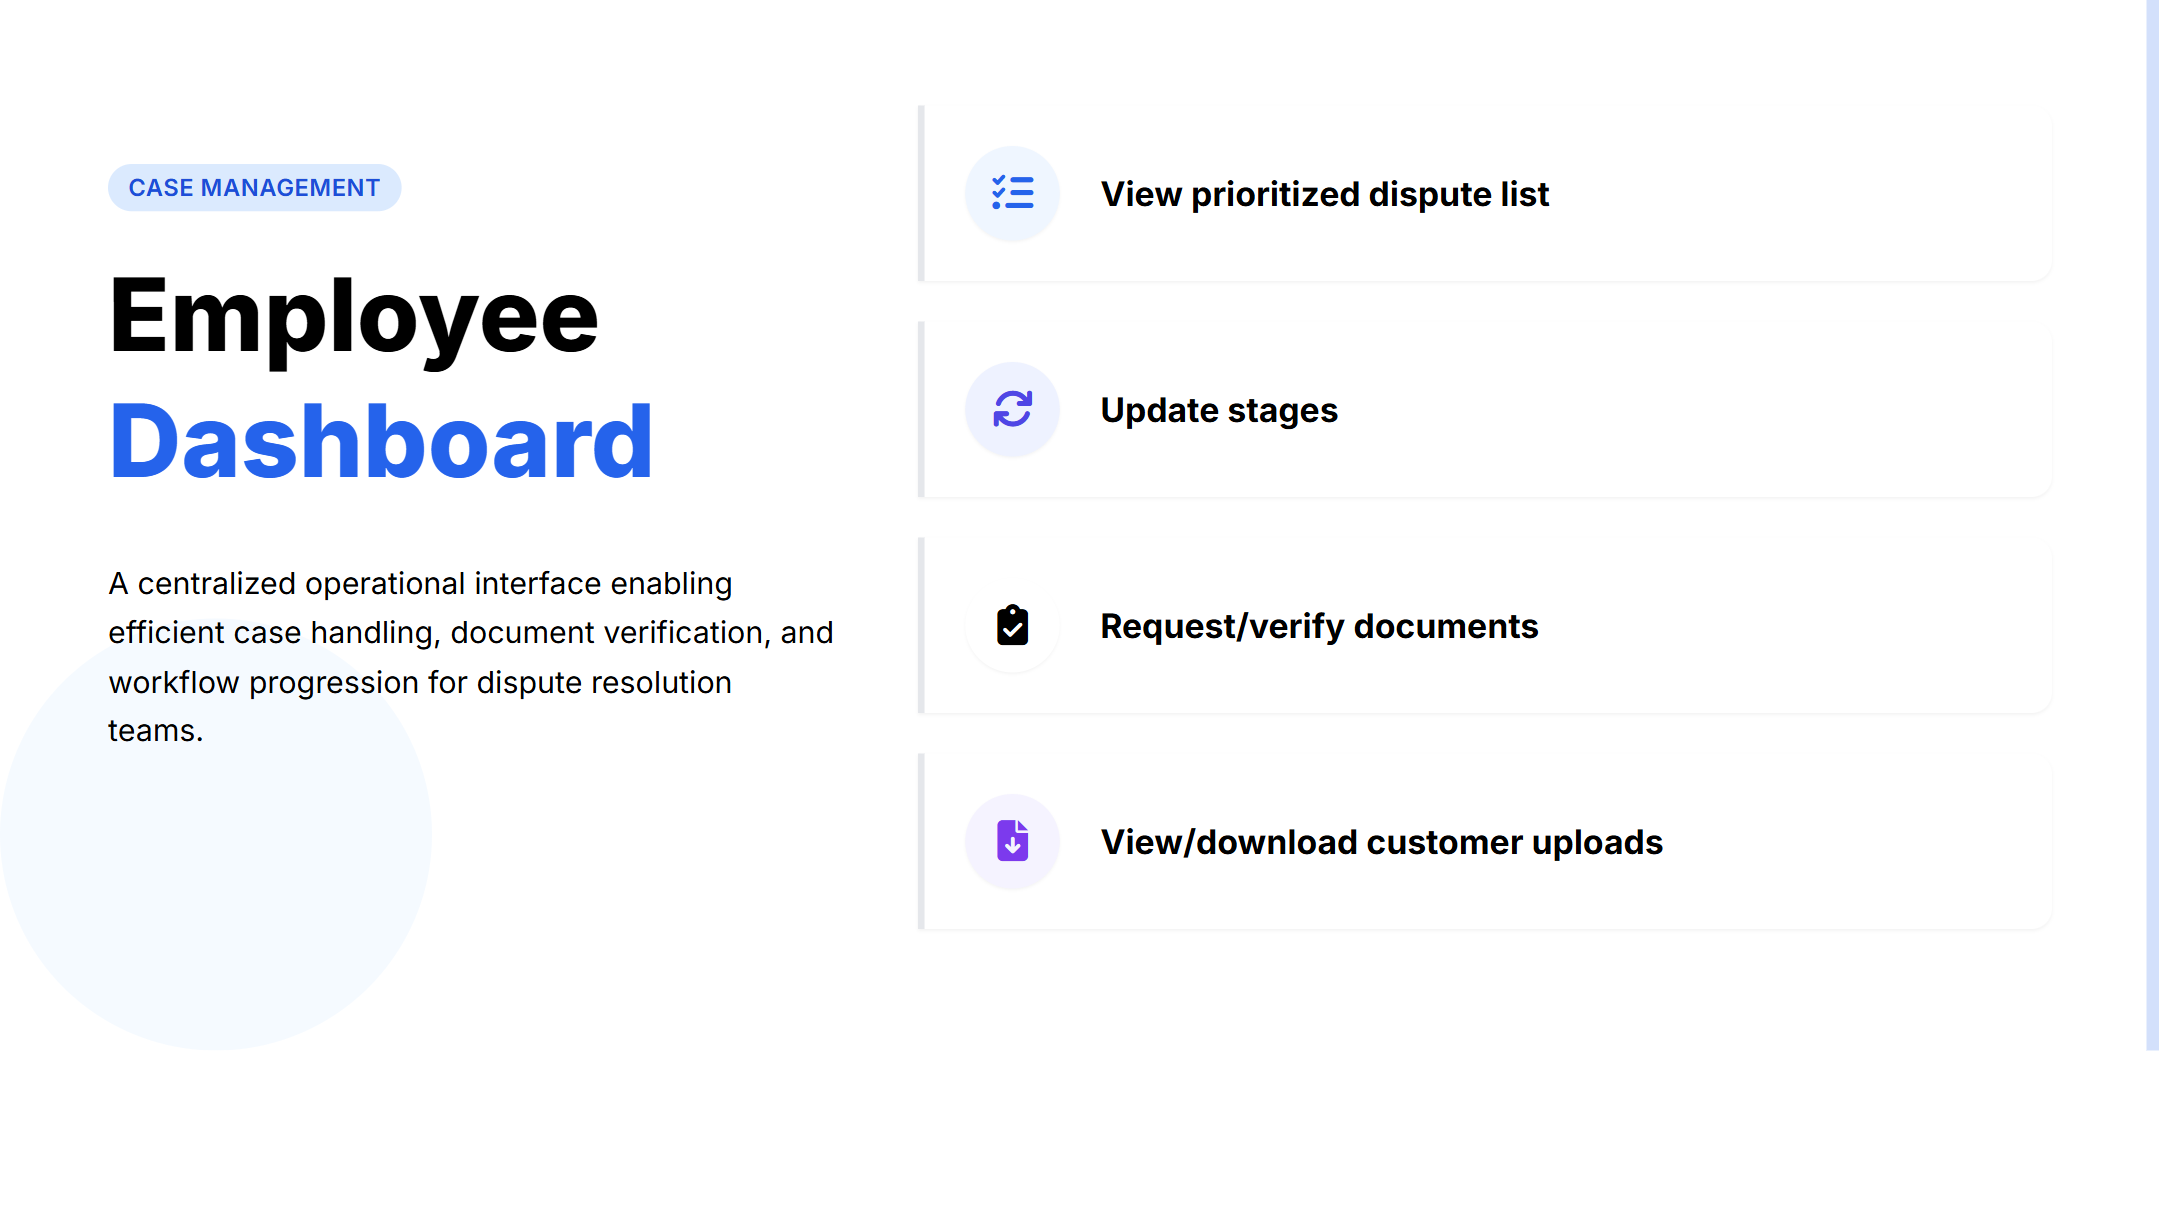 CASE MANAGEMENT
Employee
Dashboard
A centralized operational interface enabling
efficient case handling, document verification, and
workflow progression for dispute resolution
teams.
View prioritized dispute list
Update stages
Request/verify documents
View/download customer uploads